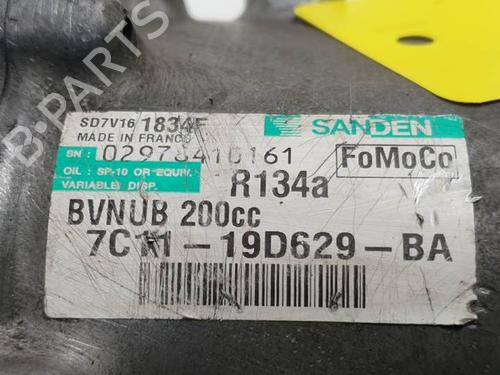 SD7V16 1834F
SANDEN
MADE IN FRANCE
SN: 02978410161
FoMoCo
OIL : SP-10 OR EQUIV.
R134a
VARIABLE DISP.
BVNUB 200cc
7C11-19D629-BA
B-PARTS